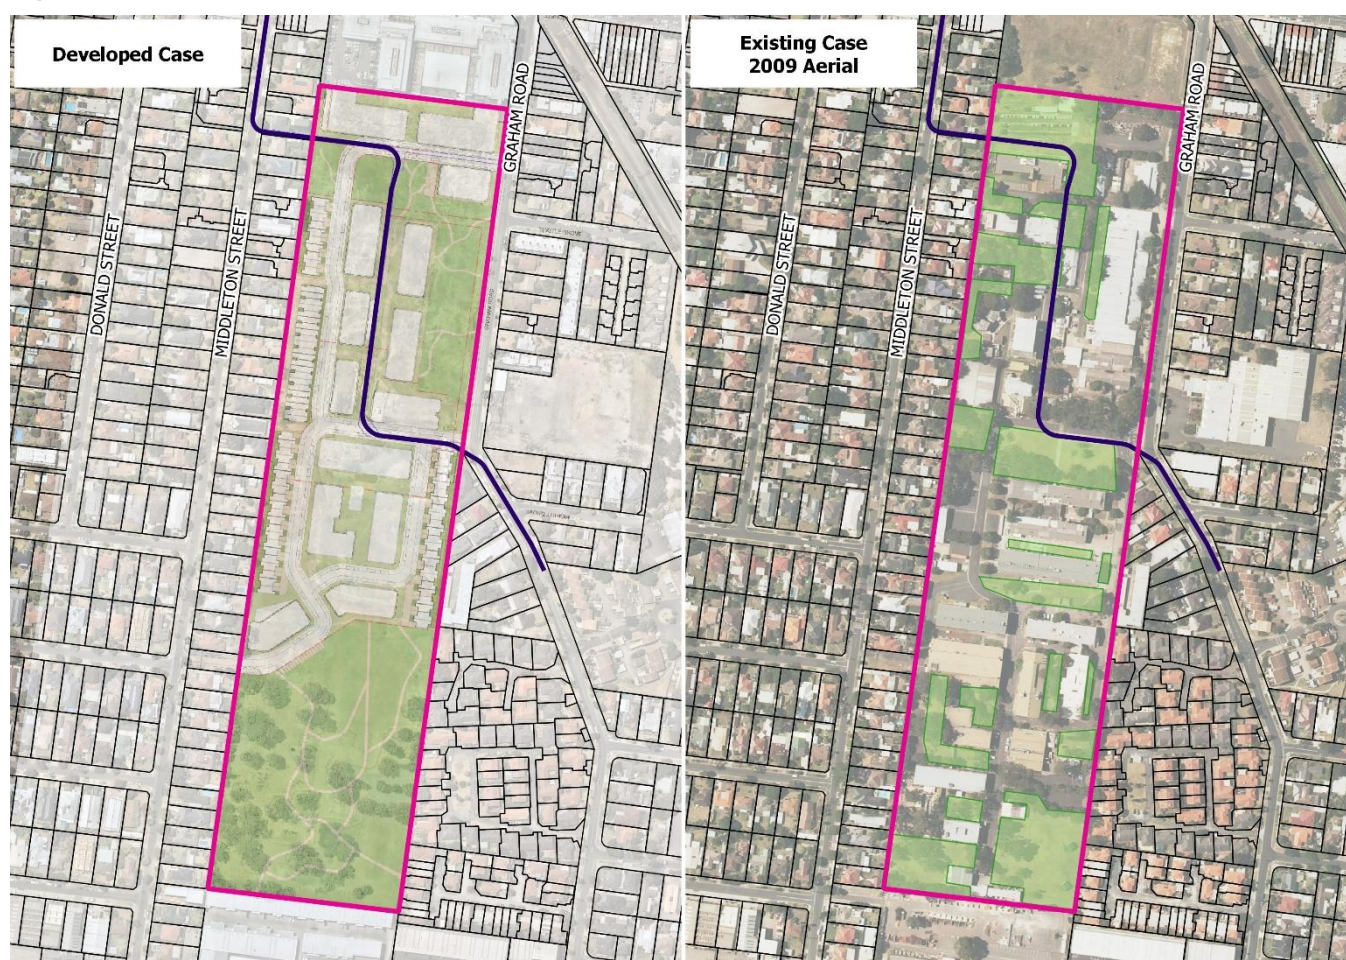 Developed Case
Existing Case
2009 Aerial
GRAHAM ROAD
MIDDLETON STREET
DONALD STREET
GRAHAM ROAD
MIDDLETON STREET
DONALD STREET